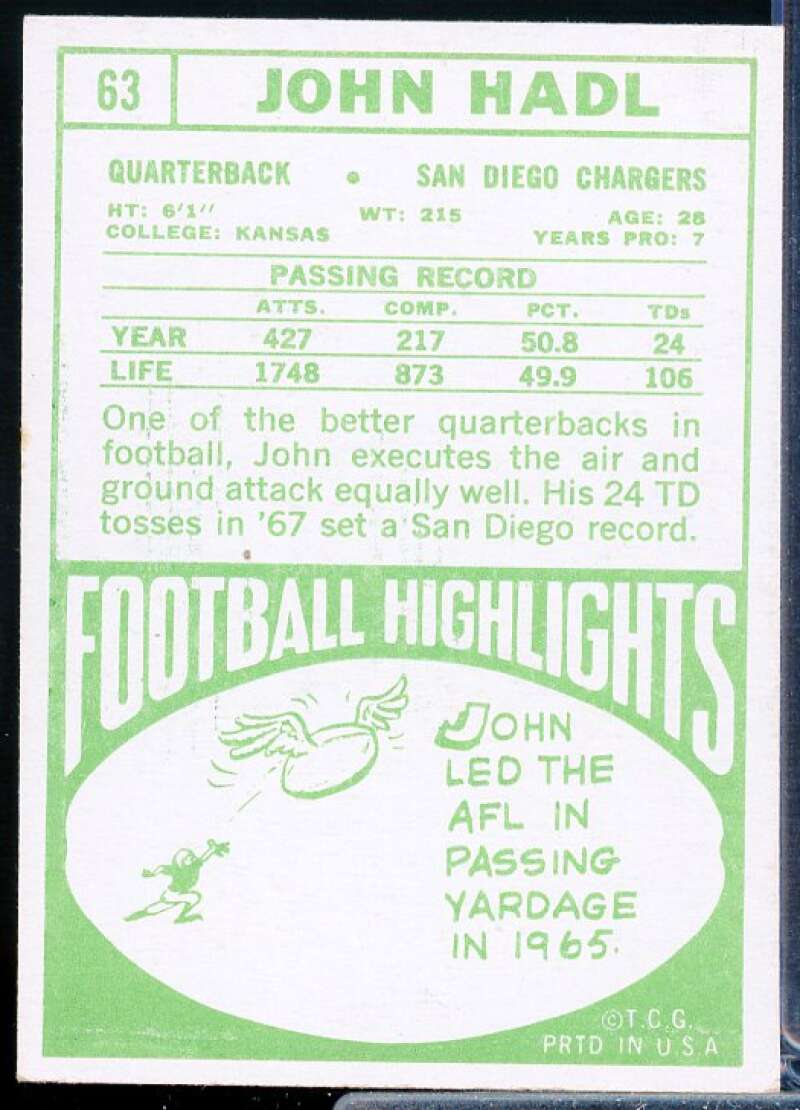 63 JOHN HADL
QUARTERBACK • SAN DIEGO CHARGERS
HT: 6'1" WT: 215 AGE: 28
COLLEGE: KANSAS YEARS PRO: 7
PASSING RECORD
ATTS. COMP. PCT. TDs
YEAR 427 217 50.8 24
LIFE 1748 873 49.9 106
One of the better quarterbacks in
football, John executes the air and
ground attack equally well. His 24 TD
tosses in '67 set a San Diego record.
FOOTBALL HIGHLIGHTS
JOHN
LED THE
AFL IN
PASSING
YARDAGE
IN 1965.
©T.C.G.
PRTD IN U S A